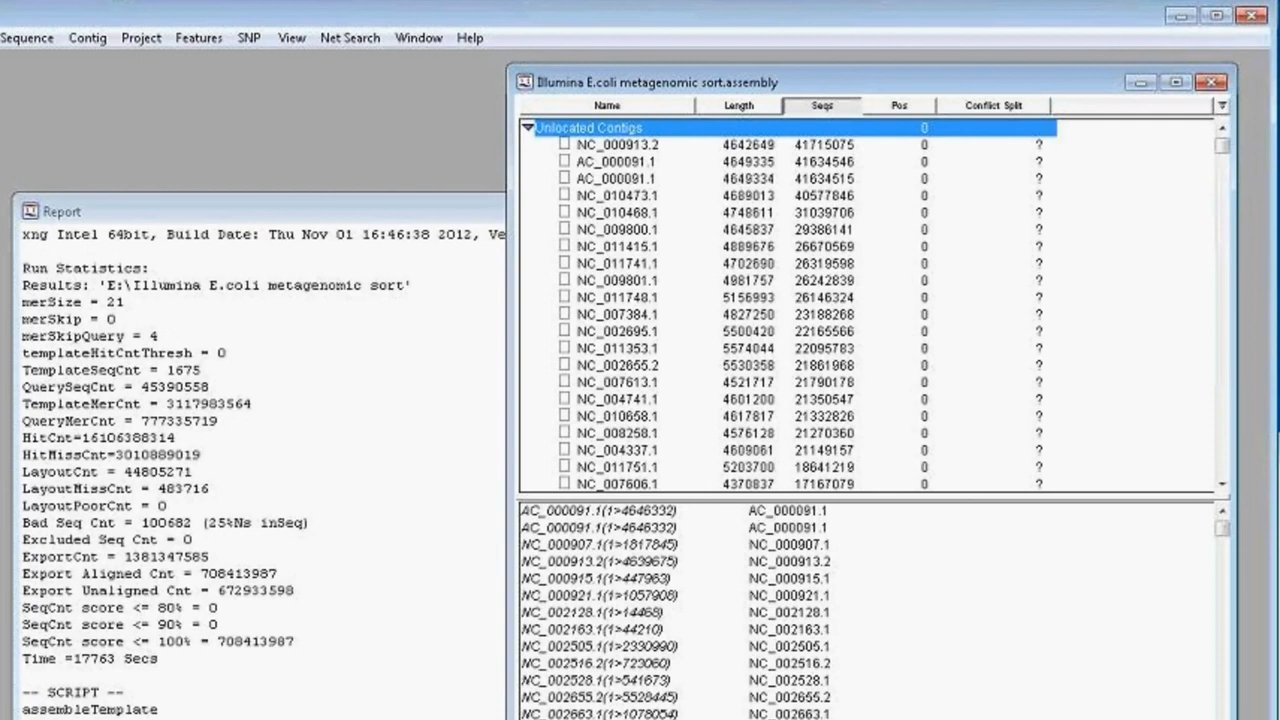 Sequence Contig Project Features SNP View Net Search Window Help
Illumina E.coli metagenomic sort.assembly
Name Length Seqs Pos Conflict Split
Unlocated Contigs 0
NC_000913.2 4642649 41715075 0 ?
AC_000091.1 4649335 41634546 0 ?
AC_000091.1 4649334 41634515 0 ?
NC_010473.1 4689013 40577846 0 ?
NC_010468.1 4748611 31039706 0 ?
NC_009800.1 4645837 29386141 0 ?
NC_011415.1 4889676 26670569 0 ?
NC_011741.1 4702690 26319598 0 ?
NC_009801.1 4981757 26242839 0 ?
NC_011748.1 5156993 26146324 0 ?
NC_007384.1 4827250 23188268 0 ?
NC_002695.1 5500420 22165566 0 ?
NC_011353.1 5574044 22095783 0 ?
NC_002655.2 5530358 21861968 0 ?
NC_007613.1 4521717 21790178 0 ?
NC_004741.1 4601200 21350547 0 ?
NC_010658.1 4617817 21332826 0 ?
NC_008258.1 4576128 21270360 0 ?
NC_004337.1 4609061 21149157 0 ?
NC_011751.1 5203700 18641219 0 ?
NC_007606.1 4370837 17167079 0 ?
AC_000091.1(1>4646332) AC_000091.1
AC_000091.1(1>4646332) AC_000091.1
NC_000907.1(1>1817845) NC_000907.1
NC_000913.2(1>4639675) NC_000913.2
NC_000915.1(1>447963) NC_000915.1
NC_000921.1(1>1057908) NC_000921.1
NC_002128.1(1>14468) NC_002128.1
NC_002163.1(1>44210) NC_002163.1
NC_002505.1(1>2330990) NC_002505.1
NC_002516.2(1>723060) NC_002516.2
NC_002528.1(1>541673) NC_002528.1
NC_002655.2(1>5528445) NC_002655.2
NC_002663.1(1>1078054) NC_002663.1
Report
xng Intel 64bit, Build Date: Thu Nov 01 16:46:38 2012, Ve
Run Statistics:
Results: 'E:\Illumina E.coli metagenomic sort'
merSize = 21
merSkip = 0
merSkipQuery = 4
templateHitCntThresh = 0
TemplateSeqCnt = 1675
QuerySeqCnt = 45390558
TemplateMerCnt = 3117983564
QueryMerCnt = 777335719
HitCnt=16106388314
HitMissCnt=3010889019
LayoutCnt = 44805271
LayoutMissCnt = 483716
LayoutPoorCnt = 0
Bad Seq Cnt = 100682 (25%Ns inSeq)
Excluded Seq Cnt = 0
ExportCnt = 1381347585
Export Aligned Cnt = 708413987
Export Unaligned Cnt = 672933598
SeqCnt score <= 80% = 0
SeqCnt score <= 90% = 0
SeqCnt score <= 100% = 708413987
Time =17763 Secs
-- SCRIPT --
assembleTemplate